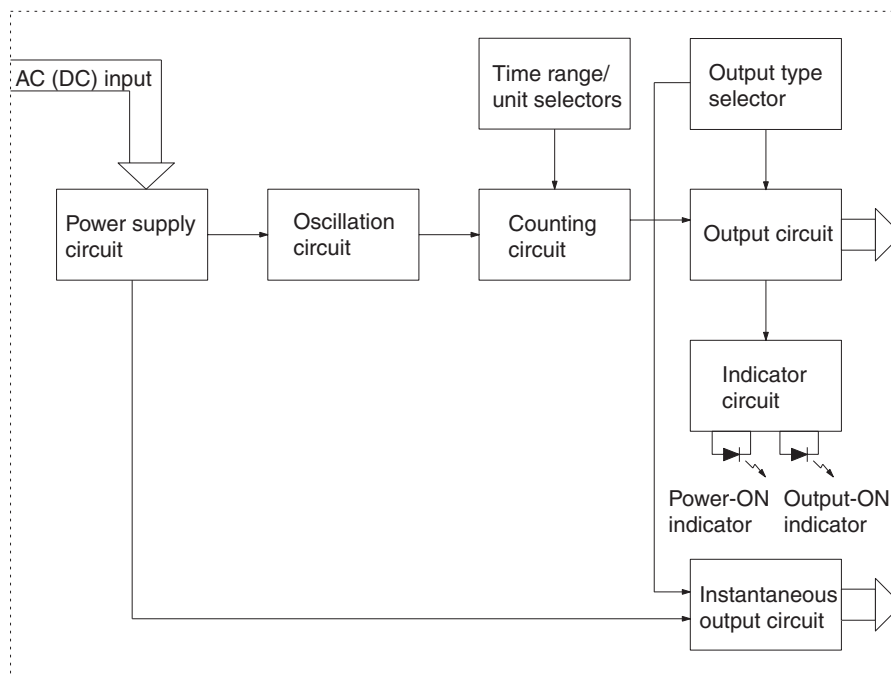 AC (DC) input
Time range/
unit selectors
Output type
selector
Power supply
circuit
Oscillation
circuit
Counting
circuit
Output circuit
Indicator
circuit
Power-ON
indicator
Output-ON
indicator
Instantaneous
output circuit